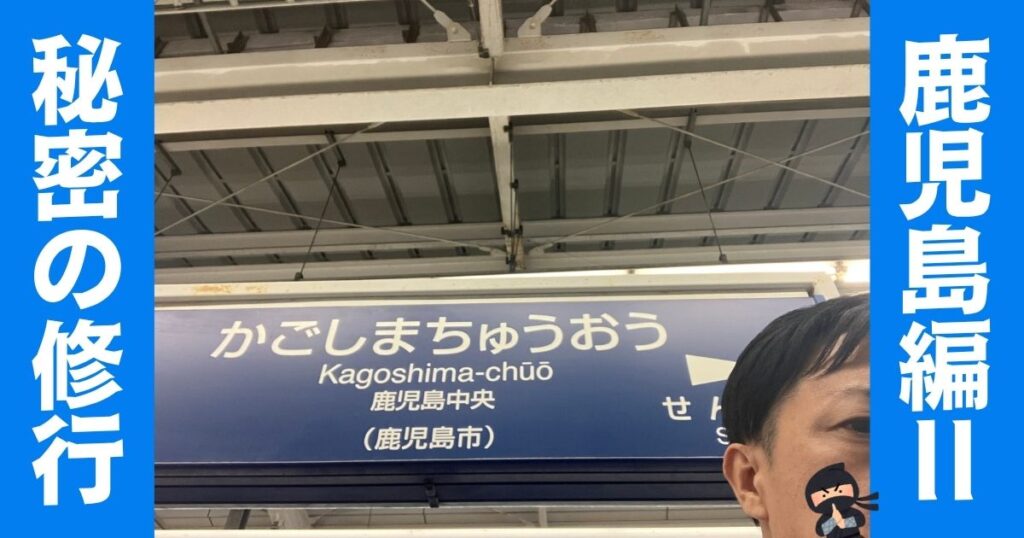 秘密の修行
かごしまちゅうおう
Kagoshima-chūō
鹿児島中央
（鹿児島市）
せ
S
鹿児島編II